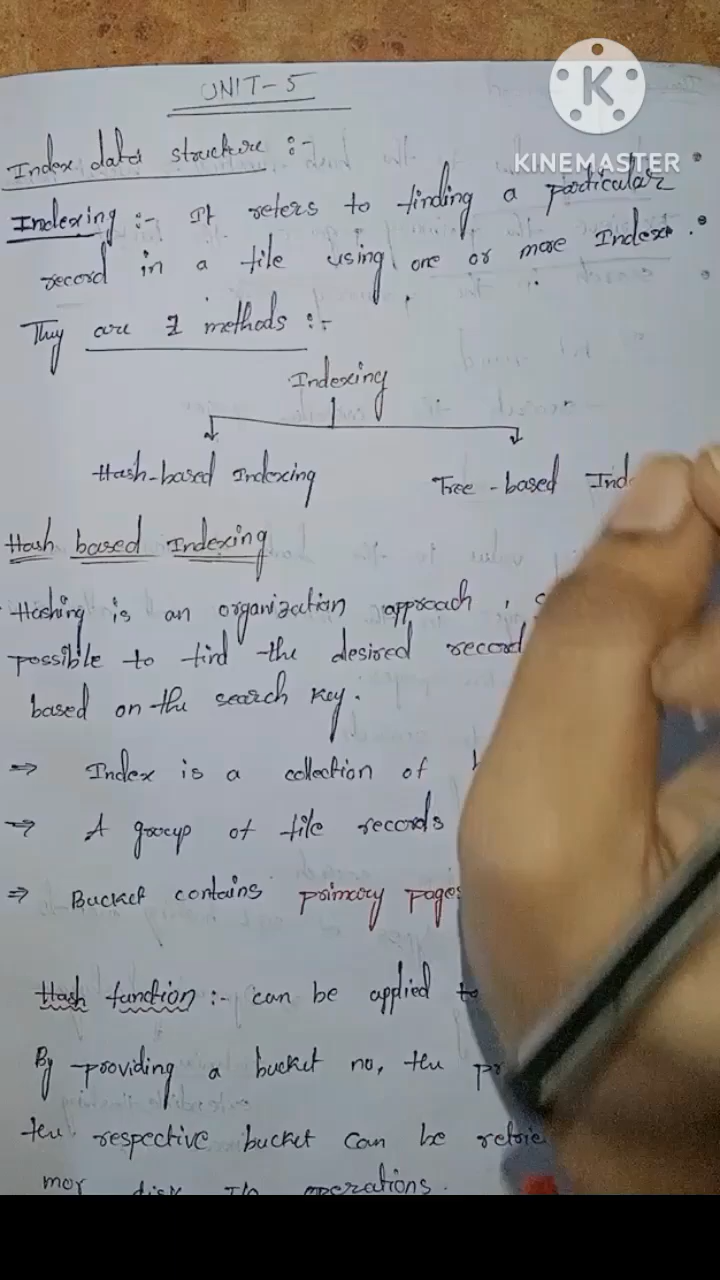 UNIT-5
KINEMASTER
Index data structure :-
Indexing :- It refers to finding a particular
record in a file using one or more Index.
They are 2 methods :-
Indexing
Hash-based Indexing Tree-based Ind
Hash based Indexing
Hashing is an organization approach,
possible to find the desired record
based on the search key.
⇒ Index is a collection of
⇒ A group of file records
⇒ Bucket contains primary pages
Hash function :- can be applied to
By providing a bucket no, the pr
the respective bucket can be retrie
disk I/o operations.